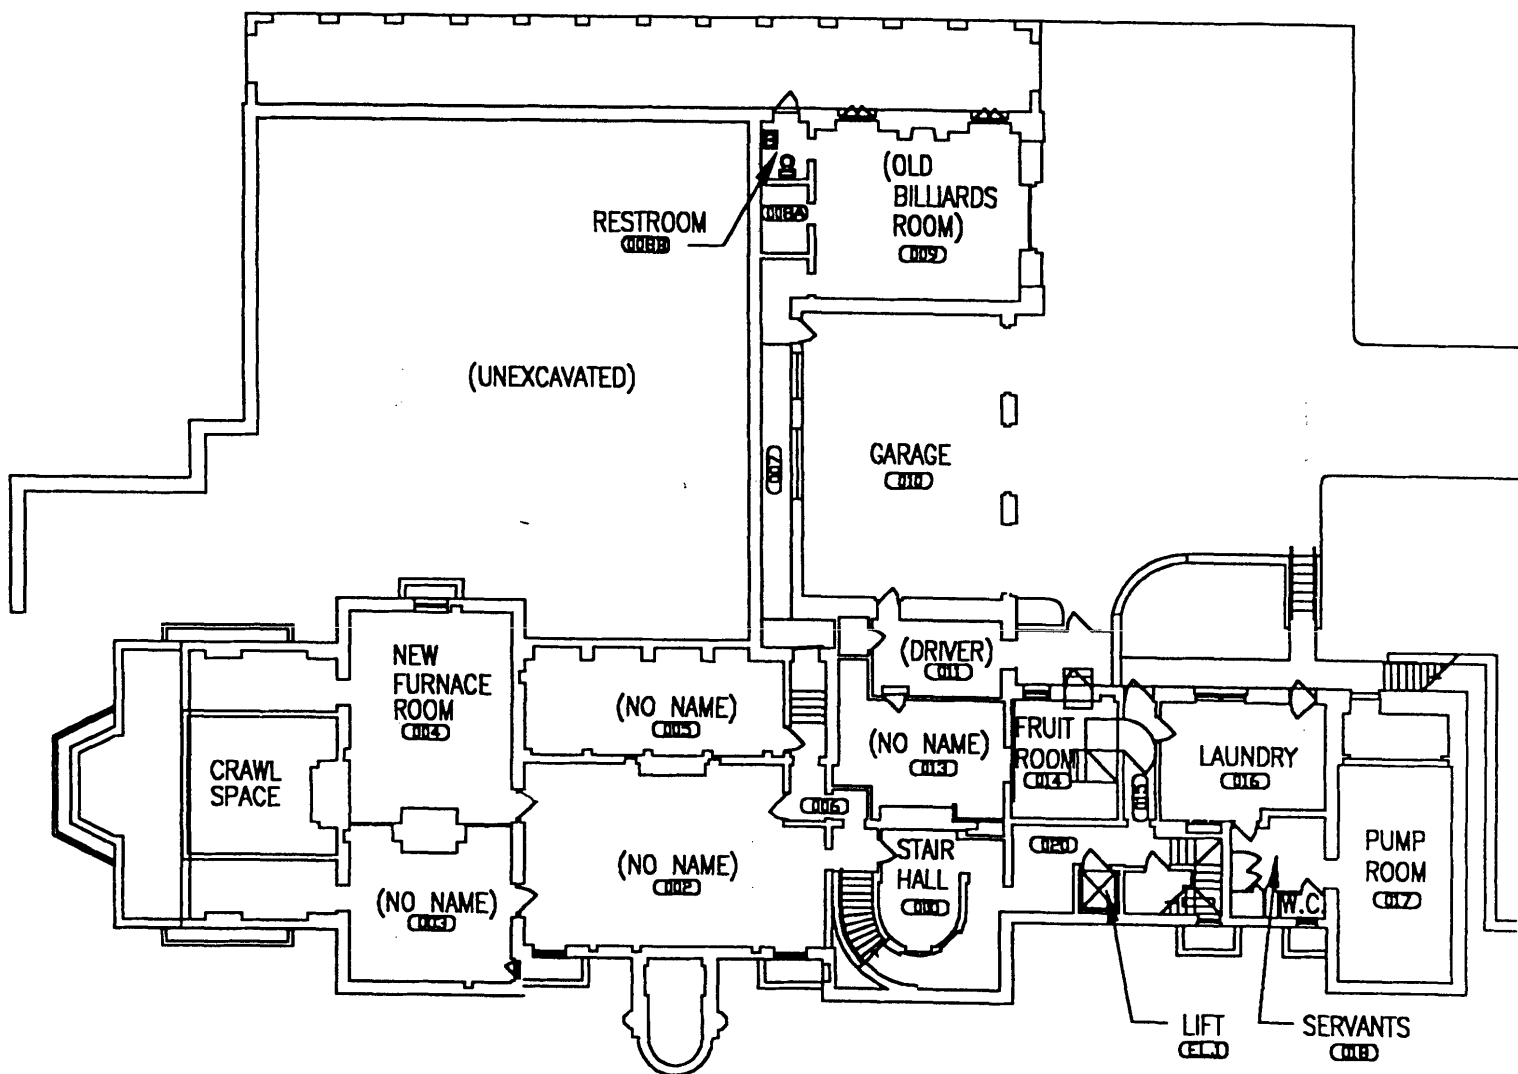 (OLD
BILLIARDS
ROOM)
009
RESTROOM
008B
008A
(UNEXCAVATED)
007
GARAGE
010
NEW
FURNACE
ROOM
004
(NO NAME)
005
(DRIVER)
011
(NO NAME)
013
FRUIT
ROOM
014
015
LAUNDRY
016
CRAWL
SPACE
006
(NO NAME)
002
(NO NAME)
003
STAIR
HALL
020
PUMP
ROOM
017
W.C.
LIFT
EL.1
SERVANTS
018